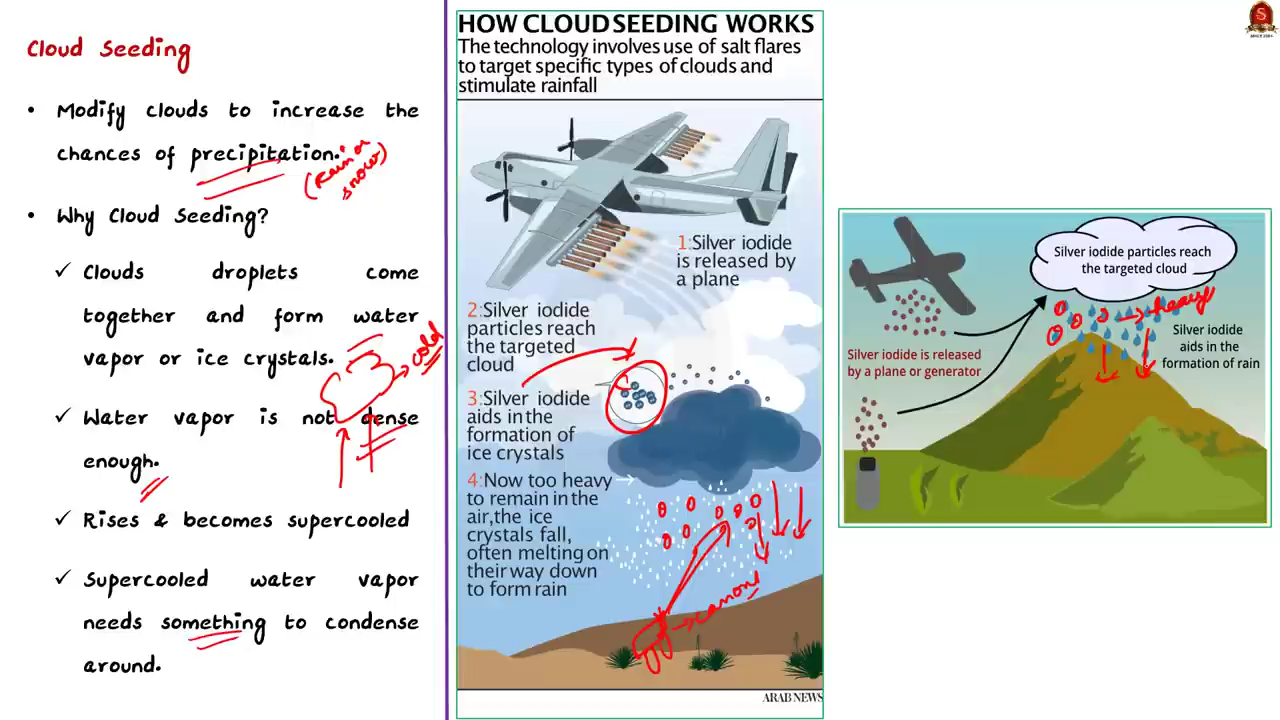 Cloud Seeding
• Modify clouds to increase the
chances of precipitation.
(Rain or
snow)
• Why Cloud Seeding?
✓ Clouds droplets come
together and form water
vapor or ice crystals.
cold
✓ Water vapor is not dense
enough.
✓ Rises & becomes supercooled
✓ Supercooled water vapor
needs something to condense
around.
HOW CLOUD SEEDING WORKS
The technology involves use of salt flares
to target specific types of clouds and
stimulate rainfall
1:Silver iodide
is released by
a plane
2:Silver iodide
particles reach
the targeted
cloud
3:Silver iodide
aids in the
formation of
ice crystals
4:Now too heavy
to remain in the
air, the ice
crystals fall,
often melting on
their way down
to form rain
canons
ARAB NEWS
Silver iodide particles reach
the targeted cloud
heavy
Silver iodide
aids in the
formation of rain
Silver iodide is released
by a plane or generator
S